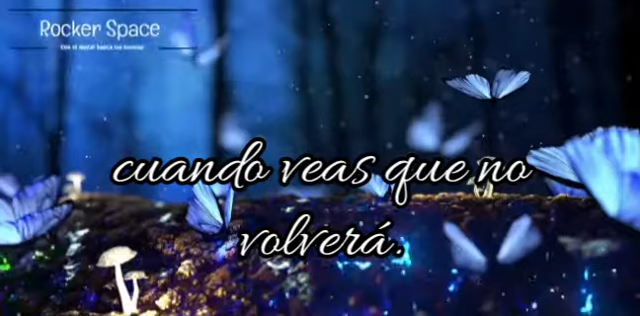 Rocker Space
cuando veas que no
volverá.